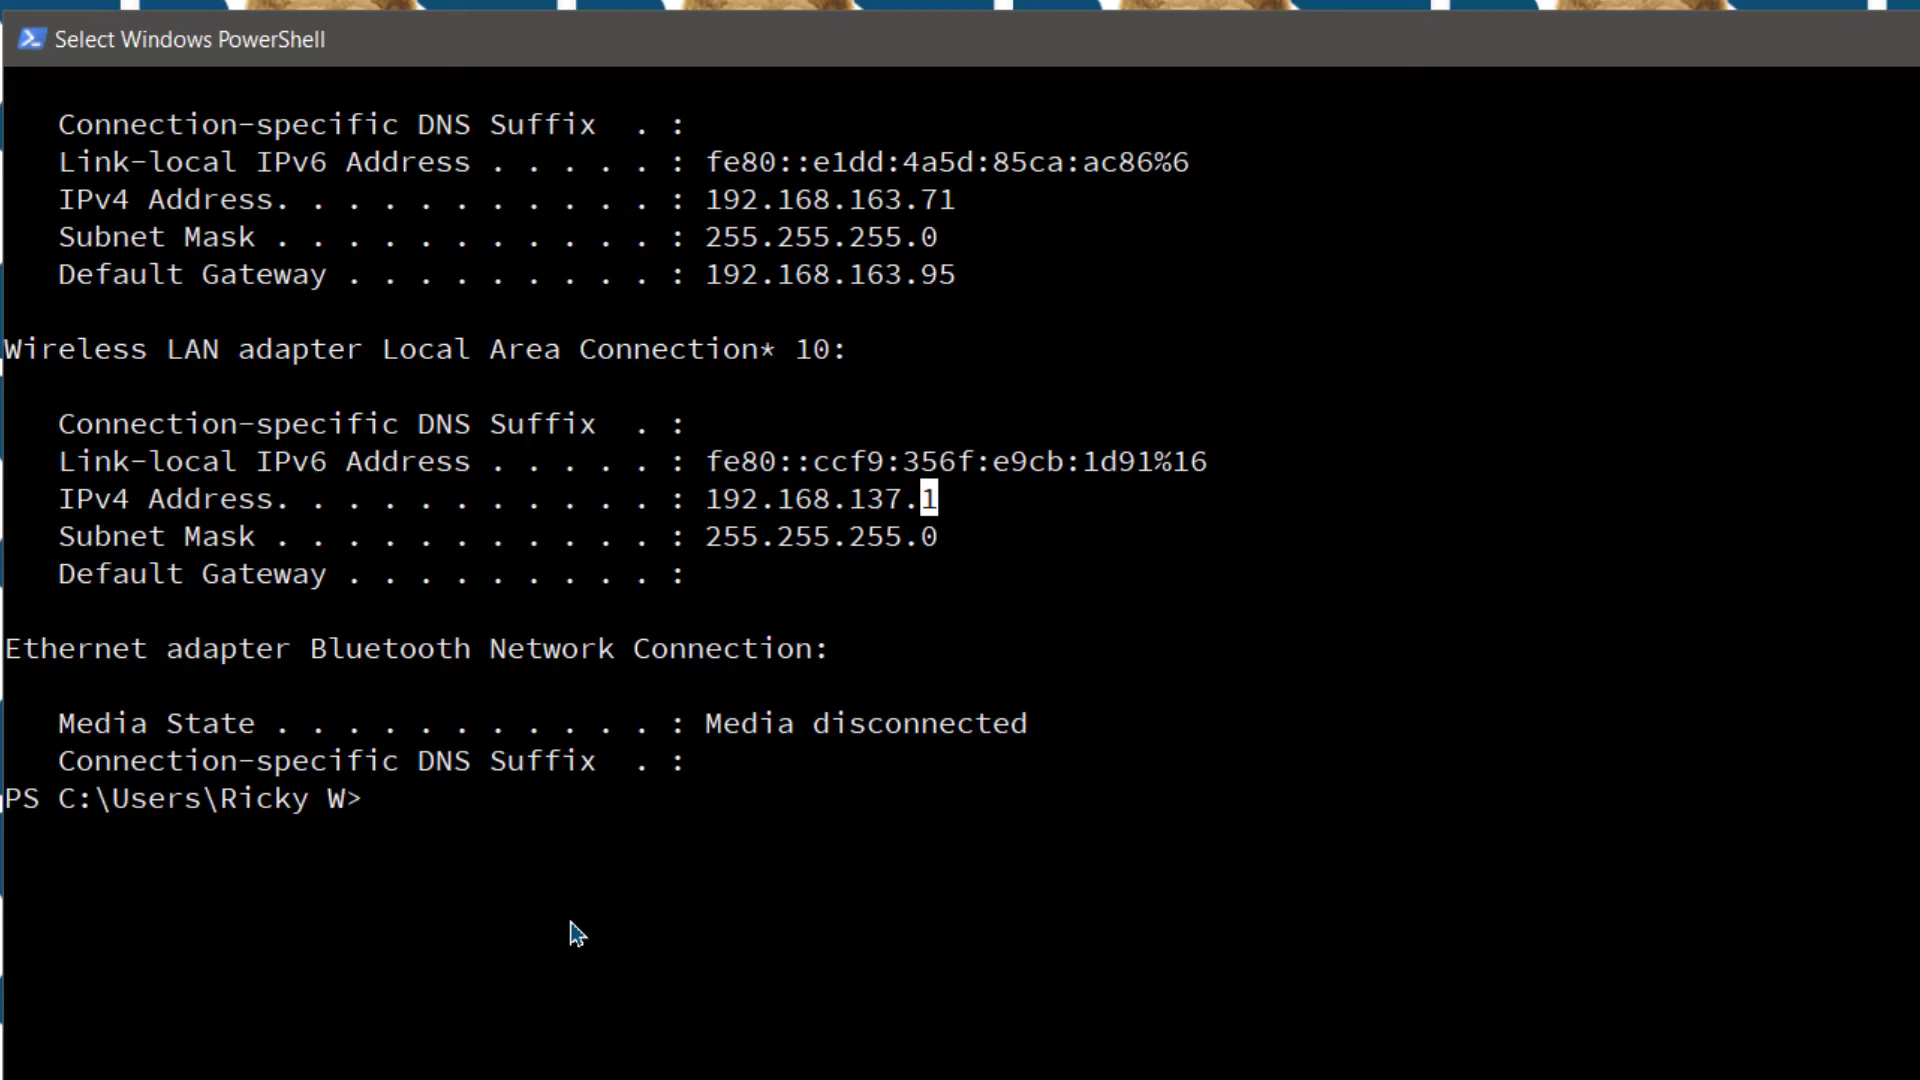 Select Windows PowerShell
Connection-specific DNS Suffix  . :
Link-local IPv6 Address . . . . . : fe80::e1dd:4a5d:85ca:ac86%6
IPv4 Address. . . . . . . . . . . : 192.168.163.71
Subnet Mask . . . . . . . . . . . : 255.255.255.0
Default Gateway . . . . . . . . . : 192.168.163.95
Wireless LAN adapter Local Area Connection* 10:
Connection-specific DNS Suffix  . :
Link-local IPv6 Address . . . . . : fe80::ccf9:356f:e9cb:1d91%16
IPv4 Address. . . . . . . . . . . : 192.168.137.1
Subnet Mask . . . . . . . . . . . : 255.255.255.0
Default Gateway . . . . . . . . . :
Ethernet adapter Bluetooth Network Connection:
Media State . . . . . . . . . . . : Media disconnected
Connection-specific DNS Suffix  . :
PS C:\Users\Ricky W>